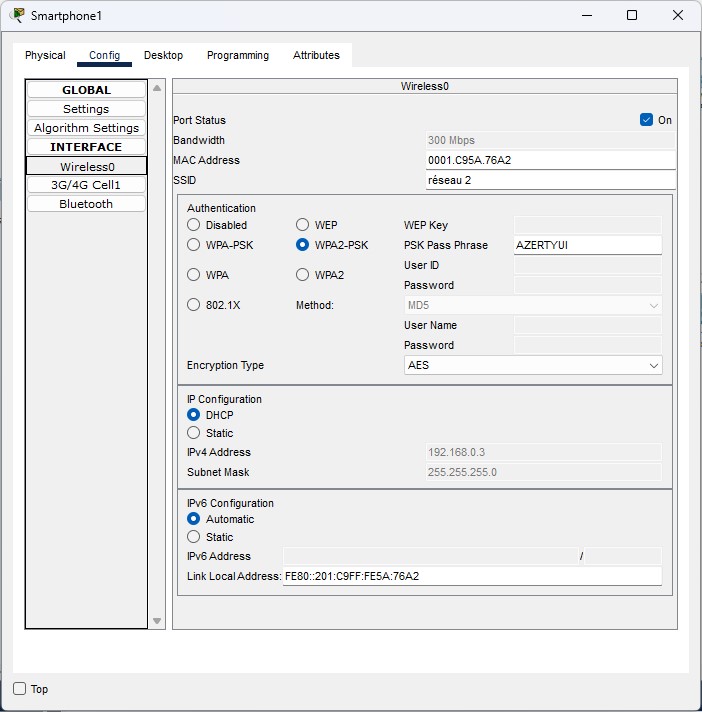 Smartphone1
Physical Config Desktop Programming Attributes
GLOBAL
Settings
Algorithm Settings
INTERFACE
Wireless0
3G/4G Cell1
Bluetooth
Wireless0
Port Status On
Bandwidth 300 Mbps
MAC Address 0001.C95A.76A2
SSID réseau 2
Authentication
Disabled WEP WEP Key
WPA-PSK WPA2-PSK PSK Pass Phrase AZERTYUI
User ID
WPA WPA2
Password
802.1X Method: MD5
User Name
Password
Encryption Type AES
IP Configuration
DHCP
Static
IPv4 Address 192.168.0.3
Subnet Mask 255.255.255.0
IPv6 Configuration
Automatic
Static
IPv6 Address /
Link Local Address: FE80::201:C9FF:FE5A:76A2
Top